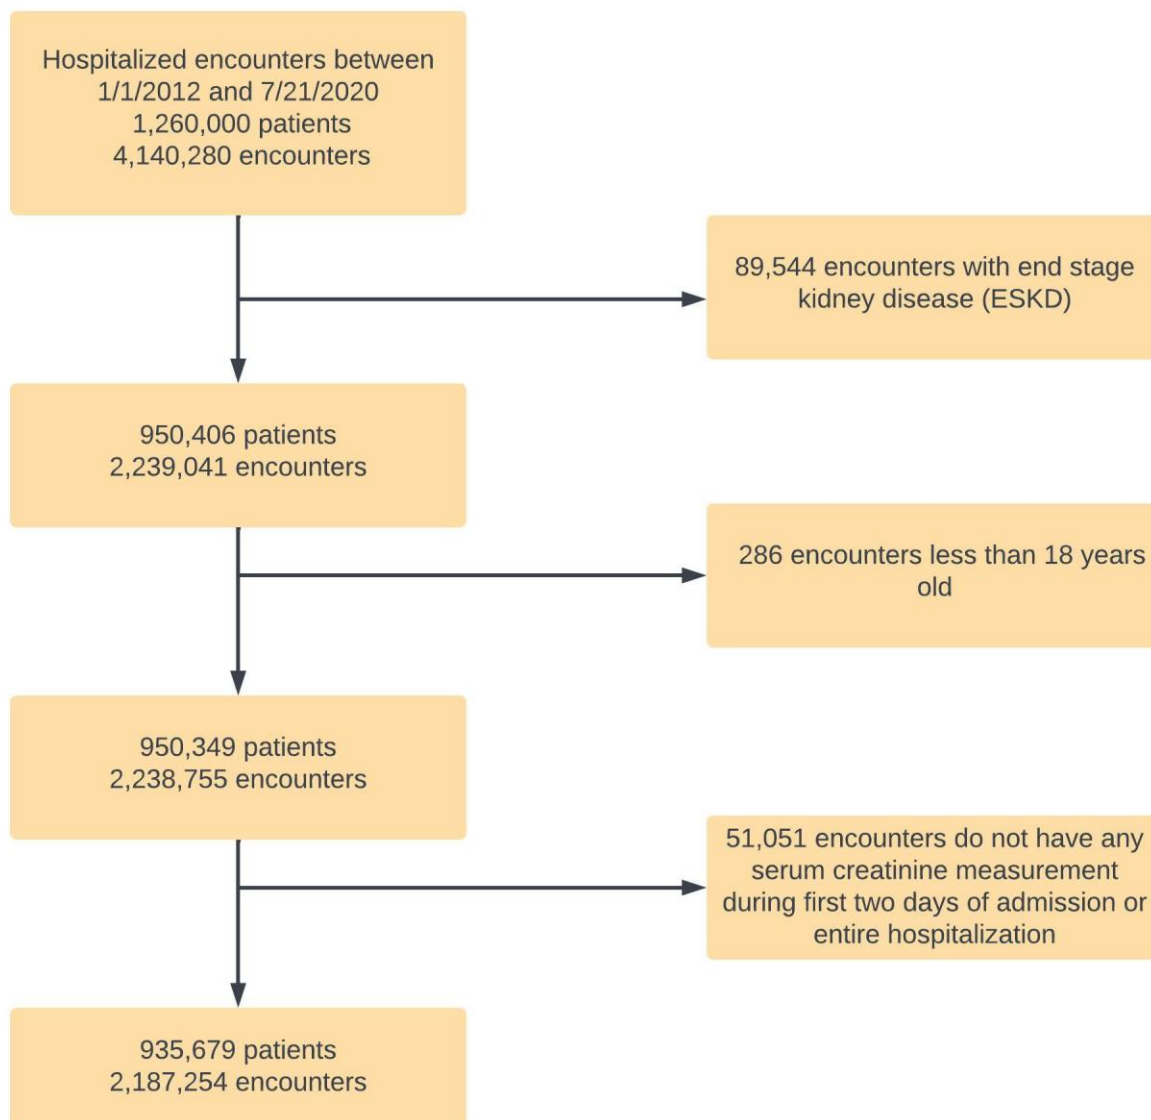 Hospitalized encounters between
1/1/2012 and 7/21/2020
1,260,000 patients
4,140,280 encounters
89,544 encounters with end stage
kidney disease (ESKD)
950,406 patients
2,239,041 encounters
286 encounters less than 18 years
old
950,349 patients
2,238,755 encounters
51,051 encounters do not have any
serum creatinine measurement
during first two days of admission or
entire hospitalization
935,679 patients
2,187,254 encounters